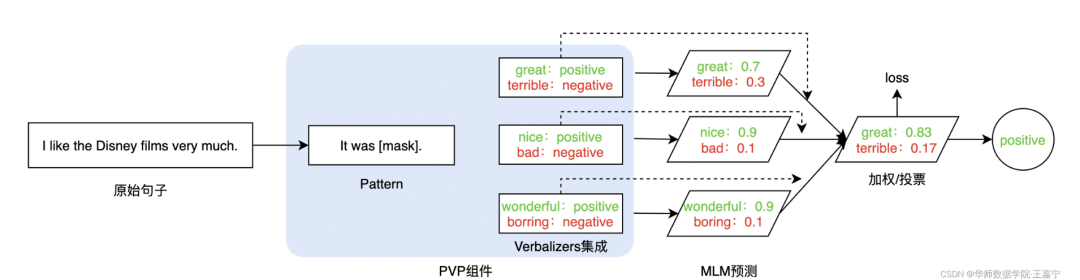 I like the Disney films very much.
原始句子
It was [mask].
Pattern
great：positive
terrible：negative
nice：positive
bad：negative
wonderful：positive
borring：negative
Verbalizers集成
PVP组件
great：0.7
terrible：0.3
nice：0.9
bad：0.1
wonderful：0.9
borring：0.1
MLM预测
loss
great：0.83
terrible：0.17
加权/投票
positive
CSDN @华师数据学院·王嘉宁